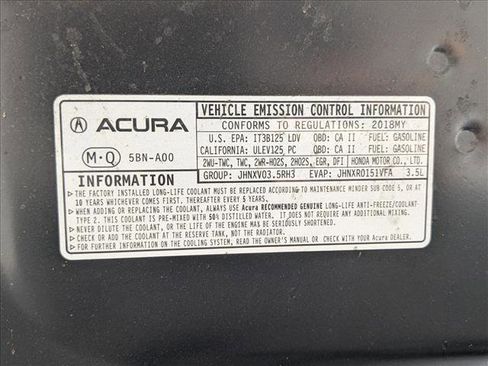 ACURA
M·Q 5BN-A00
VEHICLE EMISSION CONTROL INFORMATION
CONFORMS TO REGULATIONS: 2018MY
U.S. EPA: IT3B125 LDV OBD: CA II FUEL: GASOLINE
CALIFORNIA: ULEV125 PC OBD: CA II FUEL: GASOLINE
2WU-TWC, TWC, 2WR-HO2S, 2HO2S, EGR, DFI HONDA MOTOR CO., LTD.
GROUP: JHNXV03.5RH3 EVAP: JHNXR0151VFA 3.5L
INFORMATION
▷ THE FACTORY INSTALLED LONG-LIFE COOLANT MUST BE REPLACED ACCORDING TO MAINTENANCE MINDER SUB CODE 5, OR AT
10 YEARS WHICHEVER COMES FIRST. THEREAFTER EVERY 5 YEARS.
▷ WHEN ADDING OR REPLACING THE COOLANT, ALWAYS USE Acura RECOMMENDED GENUINE LONG-LIFE ANTI-FREEZE/COOLANT
TYPE 2. THIS COOLANT IS PRE-MIXED WITH 50% DISTILLED WATER. IT DOES NOT REQUIRE ANY ADDITIONAL MIXING.
▷ NEVER DILUTE THE COOLANT, OR THE LIFE OF THE ENGINE MAY BE SERIOUSLY SHORTENED.
▷ CHECK AND ADD COOLANT AT THE RESERVE TANK, NOT THE RADIATOR.
▷ FOR FURTHER INFORMATION ON THE COOLING SYSTEM, READ THE OWNER'S MANUAL OR CHECK WITH YOUR Acura DEALER.